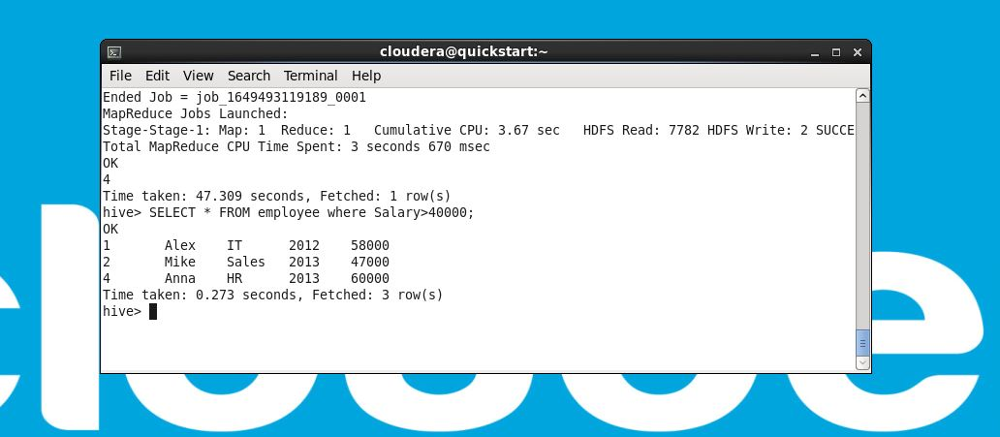 cloudera@quickstart:~
File Edit View Search Terminal Help
Ended Job = job_1649493119189_0001
MapReduce Jobs Launched:
Stage-Stage-1: Map: 1  Reduce: 1   Cumulative CPU: 3.67 sec   HDFS Read: 7782 HDFS Write: 2 SUCCE
Total MapReduce CPU Time Spent: 3 seconds 670 msec
OK
4
Time taken: 47.309 seconds, Fetched: 1 row(s)
hive> SELECT * FROM employee where Salary>40000;
OK
1       Alex    IT      2012    58000
2       Mike    Sales   2013    47000
4       Anna    HR      2013    60000
Time taken: 0.273 seconds, Fetched: 3 row(s)
hive>
cloude